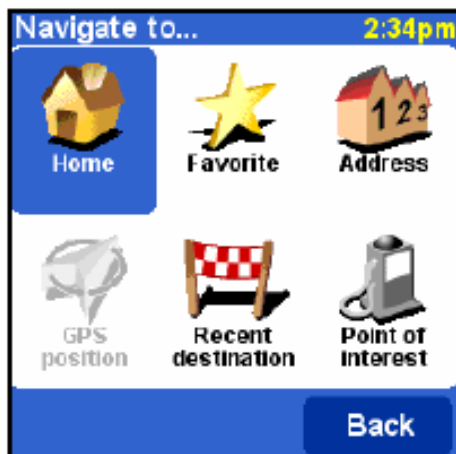 Navigate to... 2:34pm
Home Favorite Address
1 2 3
GPS position
Recent destination
Point of interest
Back